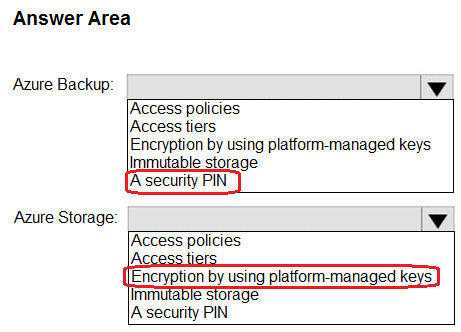 Answer Area
Azure Backup:
Access policies
Access tiers
Encryption by using platform-managed keys
Immutable storage
A security PIN
Azure Storage:
Access policies
Access tiers
Encryption by using platform-managed keys
Immutable storage
A security PIN